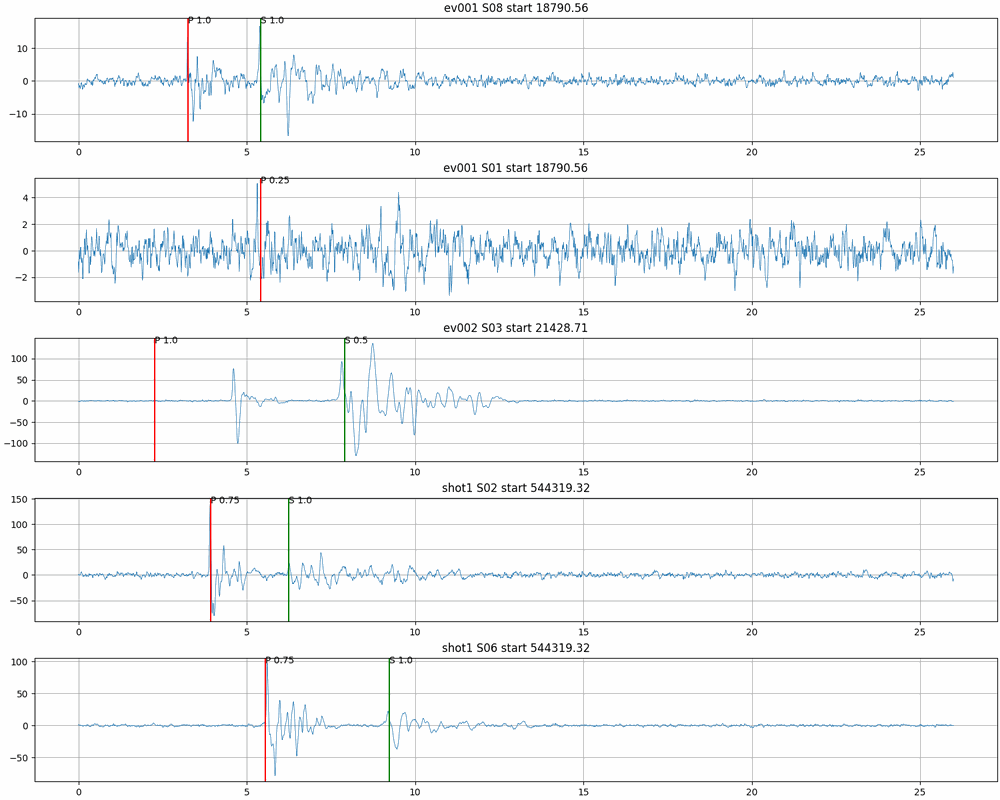 ev001 S08 start 18790.56
P 1.0 S 1.0
10
0
−10
0 5 10 15 20 25
ev001 S01 start 18790.56
P 0.25
4
2
0
−2
0 5 10 15 20 25
ev002 S03 start 21428.71
P 1.0 S 0.5
100
50
0
−50
−100
0 5 10 15 20 25
shot1 S02 start 544319.32
P 0.75 S 1.0
150
100
50
0
−50
0 5 10 15 20 25
shot1 S06 start 544319.32
P 0.75 S 1.0
100
50
0
−50
0 5 10 15 20 25